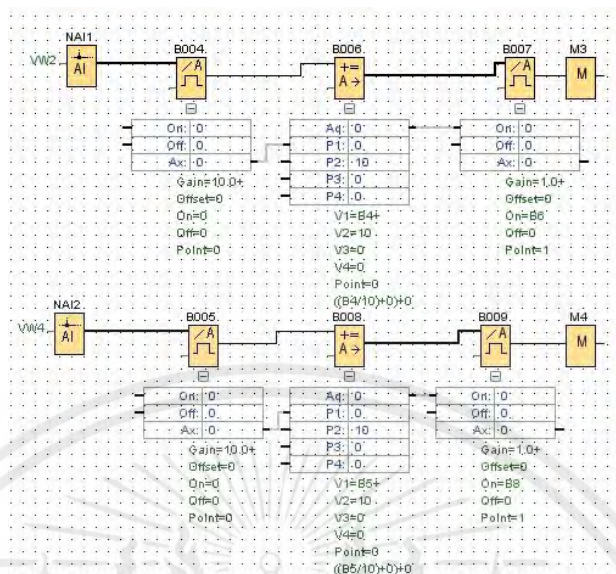 NAI1
VW2
AI
B004
/A
B006
+=
A→
B007
/A
M3
M
On: 0
Off: 0
Ax: 0
Gain=10.0+
Offset=0
On=0
Off=0
Point=0
Aq: 0
P1: 0
P2: 10
P3: 0
P4: 0
V1=B4+
V2=10
V3=0
V4=0
Point=0
((B4/10)+0)+0
On: 0
Off: 0
Ax: 0
Gain=1.0+
Offset=0
On=B6
Off=0
Point=1
NAI2
VW4
AI
B005
/A
B008
+=
A→
B009
/A
M4
M
On: 0
Off: 0
Ax: 0
Gain=10.0+
Offset=0
On=0
Off=0
Point=0
Aq: 0
P1: 0
P2: 10
P3: 0
P4: 0
V1=B5+
V2=10
V3=0
V4=0
Point=0
((B5/10)+0)+0
On: 0
Off: 0
Ax: 0
Gain=1.0+
Offset=0
On=B8
Off=0
Point=1